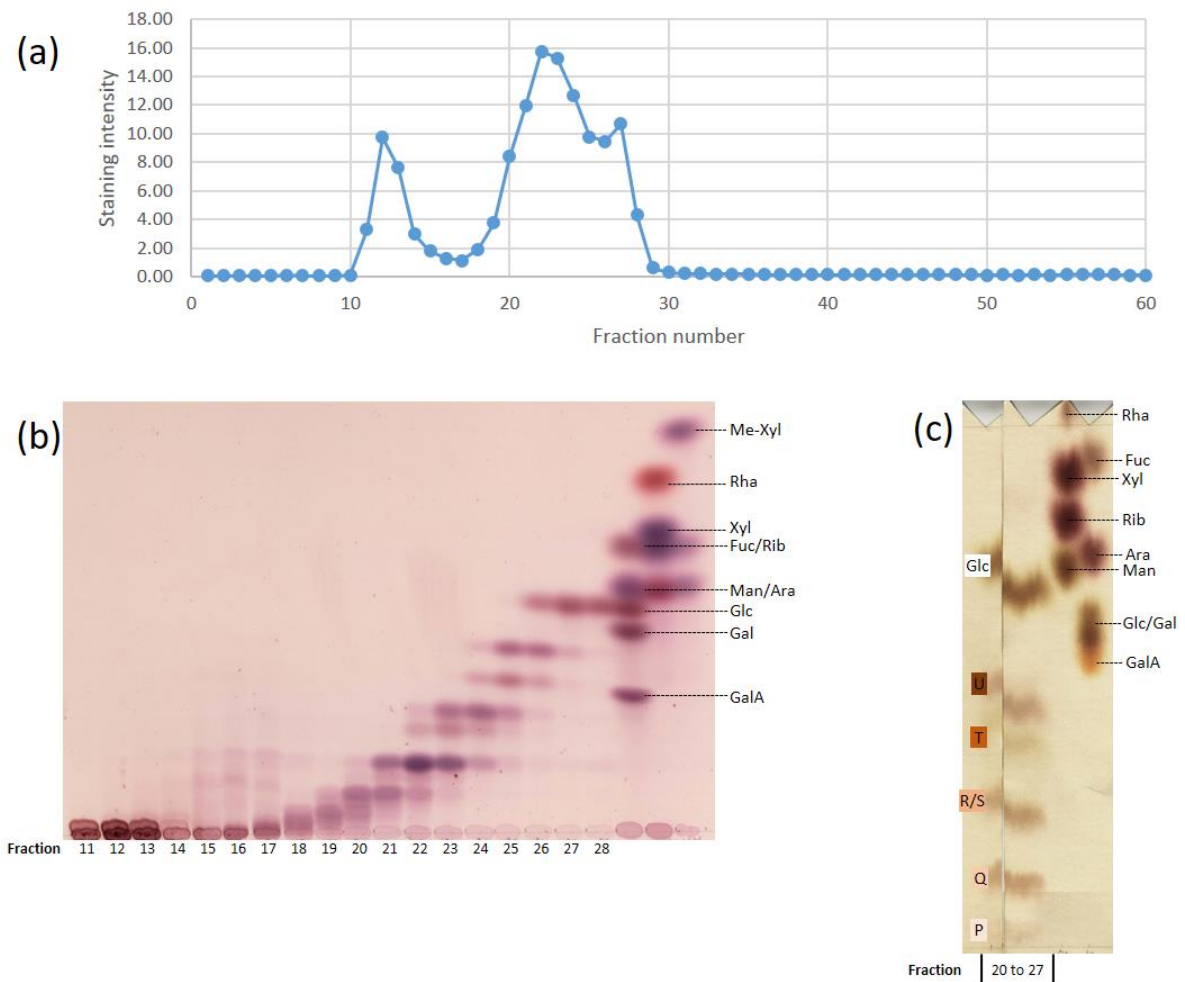 (a)
Staining intensity
18.00
16.00
14.00
12.00
10.00
8.00
6.00
4.00
2.00
0.00
0 10 20 30 40 50 60
Fraction number
(b)
Me-Xyl
Rha
Xyl
Fuc/Rib
Man/Ara
Glc
Gal
GalA
Fraction 11 12 13 14 15 16 17 18 19 20 21 22 23 24 25 26 27 28
(c)
Rha
Fuc
Xyl
Rib
Ara
Man
Glc/Gal
GalA
Glc
U
T
R/S
Q
P
Fraction 20 to 27